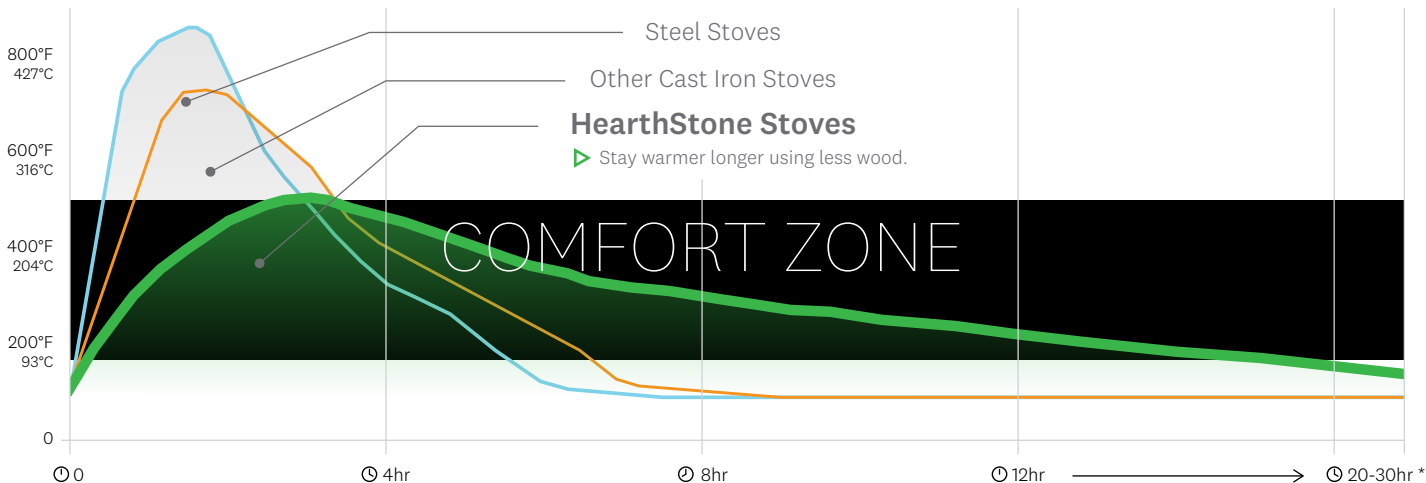 Steel Stoves
800°F
427°C
Other Cast Iron Stoves
HearthStone Stoves
600°F
316°C
Stay warmer longer using less wood.
COMFORT ZONE
400°F
204°C
200°F
93°C
0
0 4hr 8hr 12hr 20-30hr *